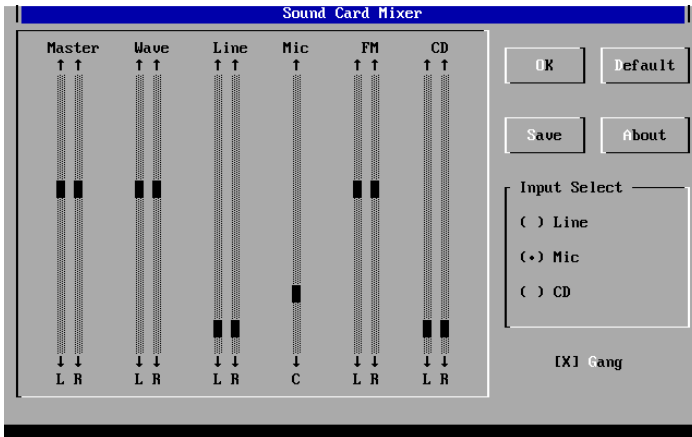 Sound Card Mixer
Master Wave Line Mic FM CD
L R L R L R C L R L R
OK Default
Save About
Input Select
( ) Line
(•) Mic
( ) CD
[X] Gang